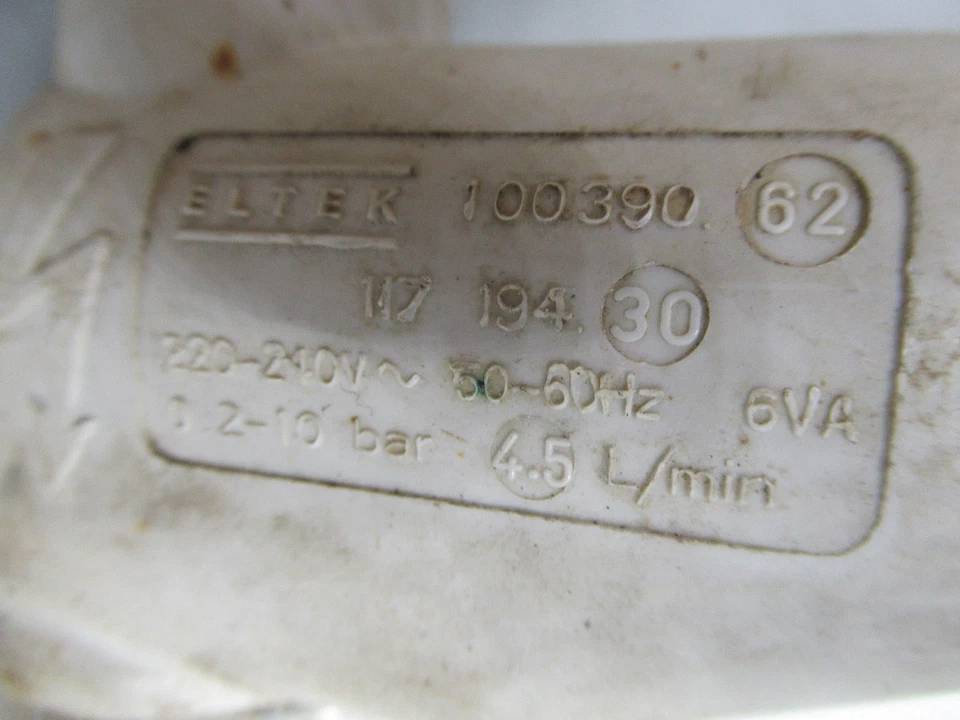 ELTEK 100390. 62
117 194. 30
220-240V ~ 50-60Hz 6VA
0.2-10 bar 4.5 L/min